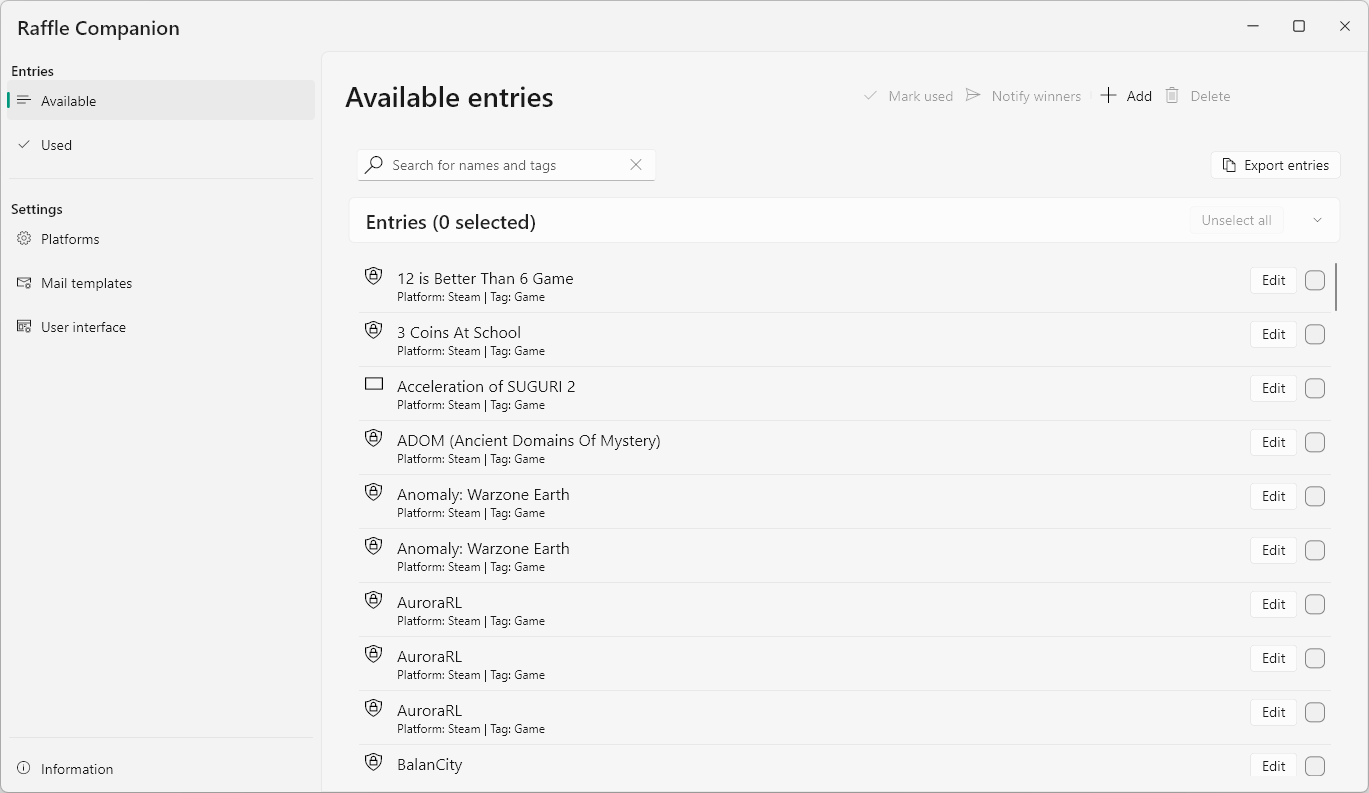 Raffle Companion
Entries
Available
Used
Settings
Platforms
Mail templates
User interface
Information
Available entries
Mark used
Notify winners
Add
Delete
Search for names and tags
Export entries
Entries (0 selected)
Unselect all
12 is Better Than 6 Game
Edit
Platform: Steam | Tag: Game
3 Coins At School
Edit
Platform: Steam | Tag: Game
Acceleration of SUGURI 2
Edit
Platform: Steam | Tag: Game
ADOM (Ancient Domains Of Mystery)
Edit
Platform: Steam | Tag: Game
Anomaly: Warzone Earth
Edit
Platform: Steam | Tag: Game
Anomaly: Warzone Earth
Edit
Platform: Steam | Tag: Game
AuroraRL
Edit
Platform: Steam | Tag: Game
AuroraRL
Edit
Platform: Steam | Tag: Game
AuroraRL
Edit
Platform: Steam | Tag: Game
BalanCity
Edit